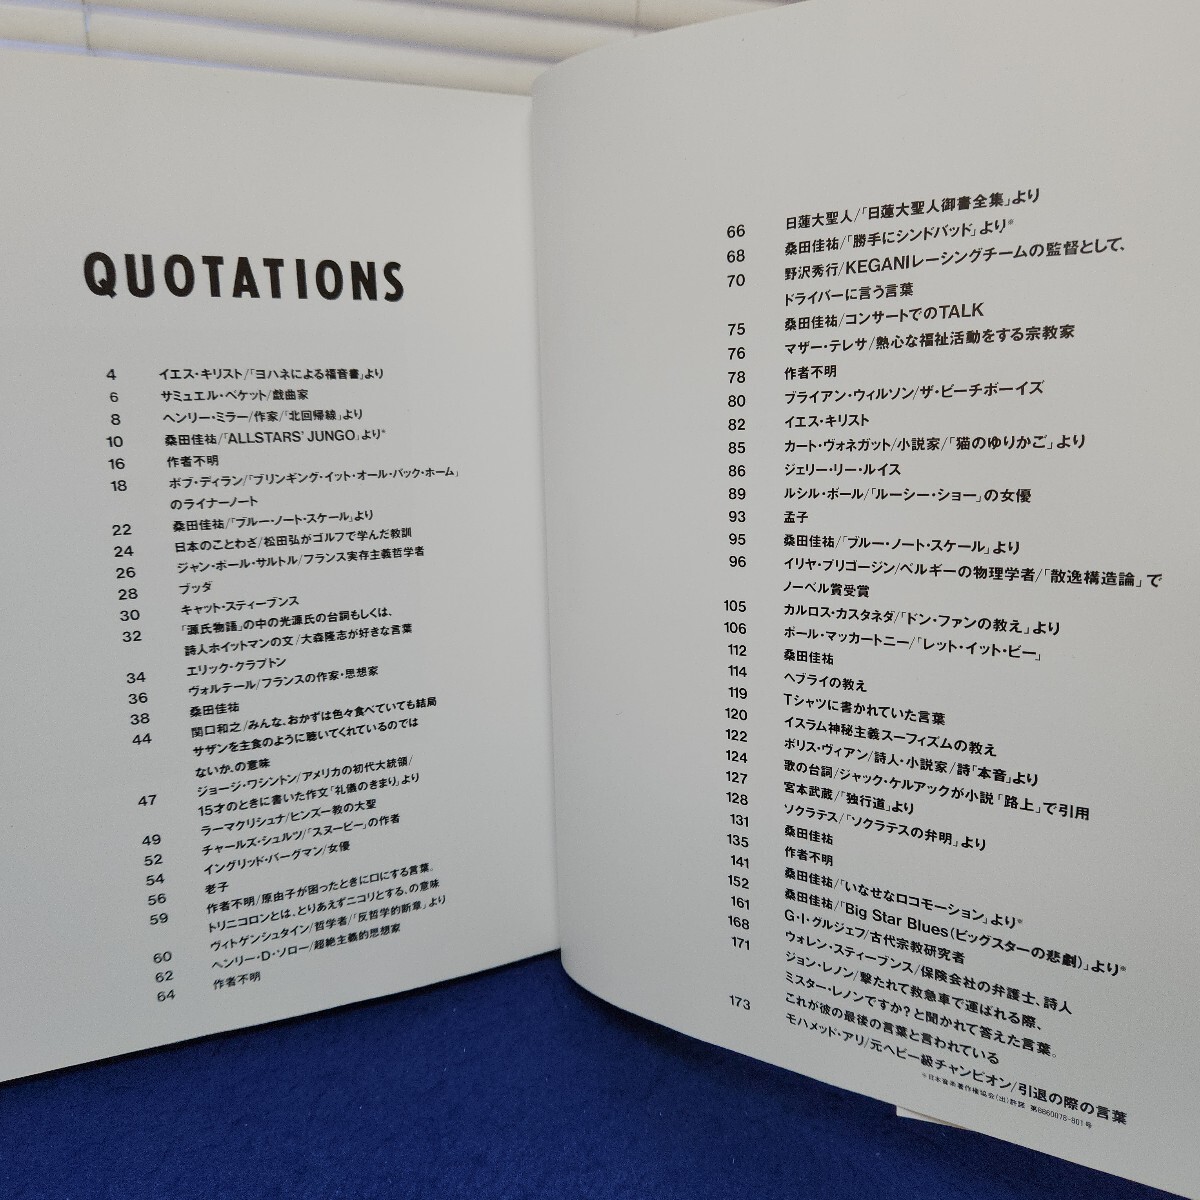 QUOTATIONS
4 イエス・キリスト/「ヨハネによる福音書」より
6 サミュエル・ベケット/戯曲家
8 ヘンリー・ミラー/作家/「北回帰線」より
10 桑田佳祐/「ALLSTARS' JUNGO」より*
16 作者不明
18 ボブ・ディラン/「ブリンギング・イット・オール・バック・ホーム」
のライナーノート
22 桑田佳祐/「ブルー・ノート・スケール」より
24 日本のことわざ/松田弘がゴルフで学んだ教訓
26 ジャン・ポール・サルトル/フランス実存主義哲学者
28 ブッダ
30 キャット・スティーブンス
32 「源氏物語」の中の光源氏の台詞もしくは、
詩人ホイットマンの文/大森隆志が好きな言葉
34 エリック・クラプトン
36 ヴォルテール/フランスの作家・思想家
38 桑田佳祐
44 関口和之/みんな、おかずは色々食べていても結局
サザンを主食のように聴いてくれているのでは
ないか、の意味
47 ジョージ・ワシントン/アメリカの初代大統領/
15才のときに書いた作文「礼儀のきまり」より
49 ラーマクリシュナ/ヒンズー教の大聖
52 チャールズ・シュルツ/「スヌーピー」の作者
54 イングリッド・バーグマン/女優
56 老子
59 作者不明/原由子が困ったときに口にする言葉。
トリニコロンとは、とりあえずニコリとする、の意味
60 ヴィトゲンシュタイン/哲学者/「反哲学的断章」より
62 ヘンリー・D・ソロー/超絶主義的思想家
64 作者不明
66 日蓮大聖人/「日蓮大聖人御書全集」より
68 桑田佳祐/「勝手にシンドバッド」より*
70 野沢秀行/KEGANIレーシングチームの監督として、
ドライバーに言う言葉
75 桑田佳祐/コンサートでのTALK
76 マザー・テレサ/熱心な福祉活動をする宗教家
78 作者不明
80 ブライアン・ウィルソン/ザ・ビーチボーイズ
82 イエス・キリスト
85 カート・ヴォネガット/小説家/「猫のゆりかご」より
86 ジェリー・リー・ルイス
89 ルシル・ボール/「ルーシー・ショー」の女優
93 孟子
95 桑田佳祐/「ブルー・ノート・スケール」より
96 イリヤ・プリゴージン/ベルギーの物理学者/「散逸構造論」で
ノーベル賞受賞
105 カルロス・カスタネダ/「ドン・ファンの教え」より
106 ポール・マッカートニー/「レット・イット・ビー」
112 桑田佳祐
114 ヘブライの教え
119 Tシャツに書かれていた言葉
120 イスラム神秘主義スーフィズムの教え
122 ボリス・ヴィアン/詩人・小説家/詩「本音」より
124 歌の台詞/ジャック・ケルアックが小説「路上」で引用
127 宮本武蔵/「独行道」より
128 ソクラテス/「ソクラテスの弁明」より
131 桑田佳祐
135 作者不明
141 桑田佳祐/「いなせなロコモーション」より*
152 桑田佳祐/「Big Star Blues(ビッグスターの悲劇)」より*
161 G・I・グルジェフ/古代宗教研究者
168 ウォレン・スティーブンス/保険会社の弁護士、詩人
171 ジョン・レノン/撃たれて救急車で運ばれる際、
ミスター・レノンですか?と聞かれて答えた言葉。
これが彼の最後の言葉と言われている
173 モハメッド・アリ/元ヘビー級チャンピオン/引退の際の言葉
*日本音楽著作権協会(出)許諾 第8860078-801号